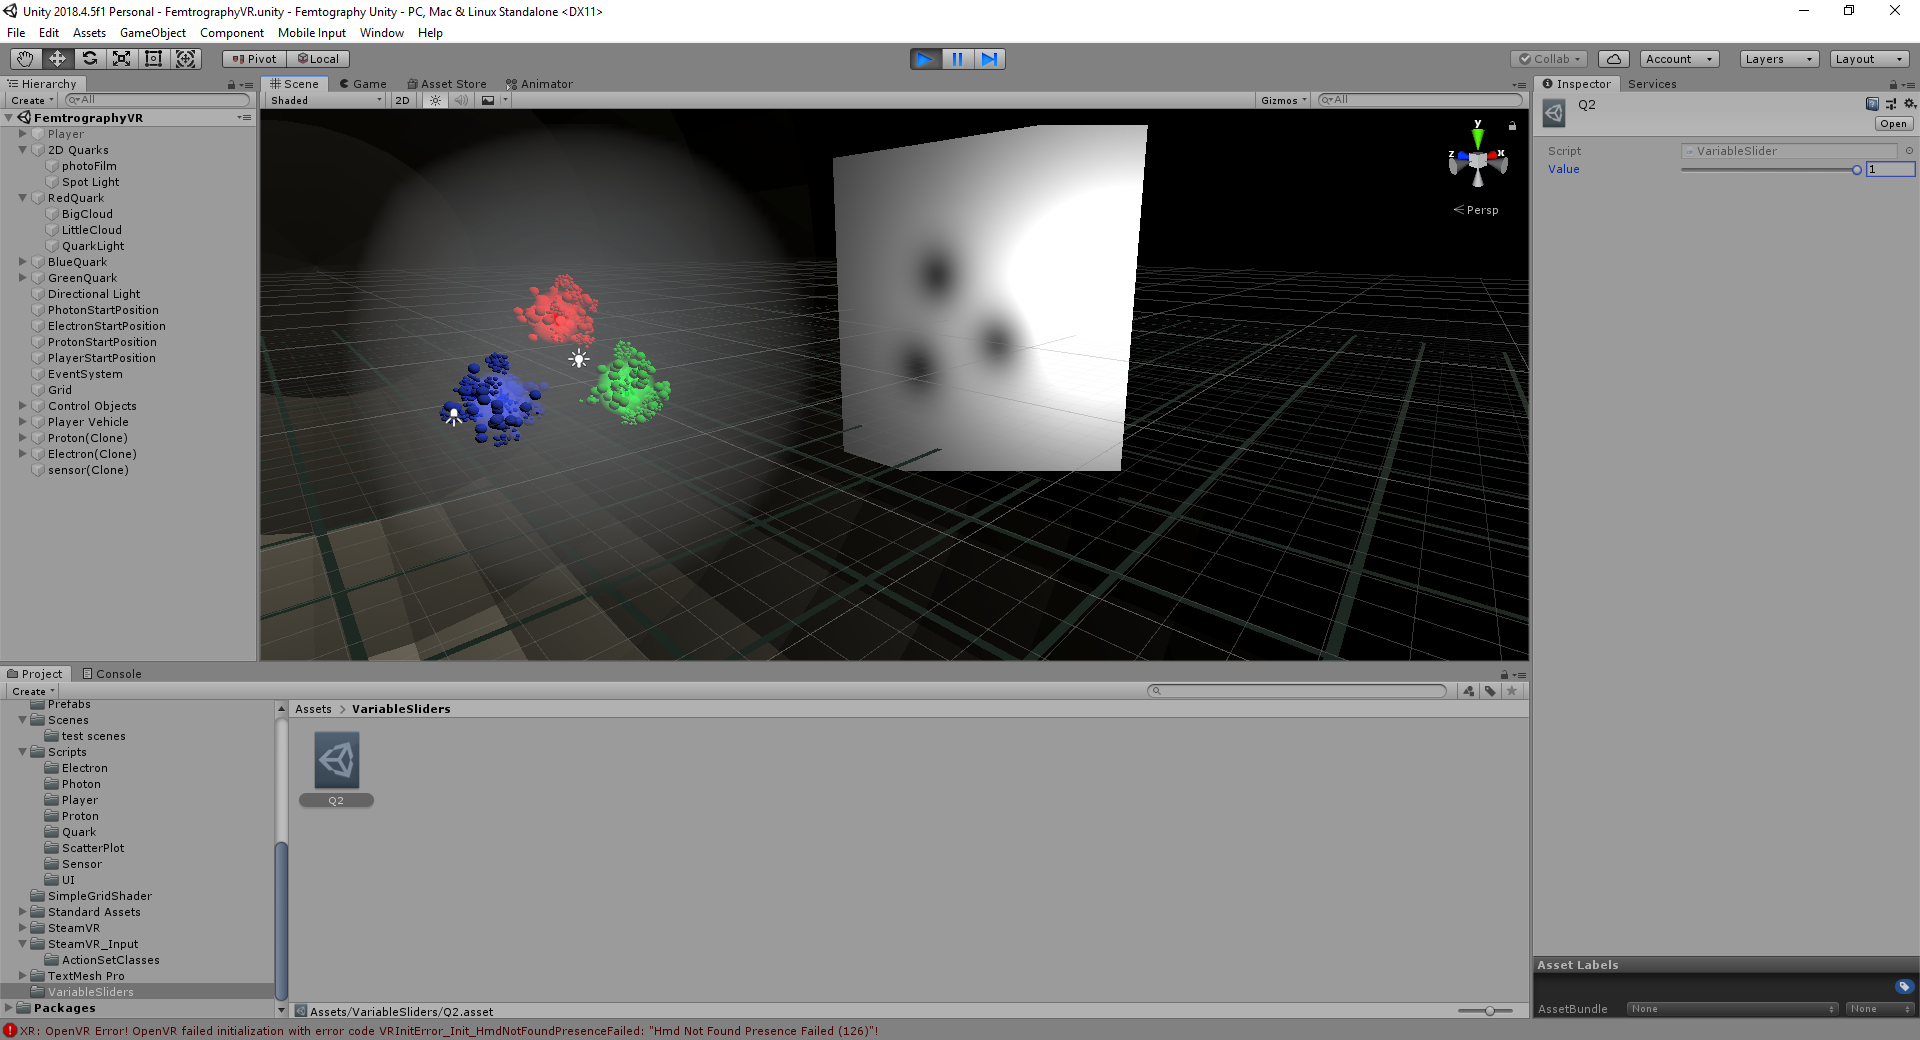 Unity 2018.4.5f1 Personal - FemtrographyVR.unity - Femtography Unity - PC, Mac & Linux Standalone <DX11>
File Edit Assets GameObject Component Mobile Input Window Help
Pivot Local Collab Account Layers Layout
Hierarchy
Create All
FemtrographyVR
Player
2D Quarks
photoFilm
Spot Light
RedQuark
BigCloud
LittleCloud
QuarkLight
BlueQuark
GreenQuark
Directional Light
PhotonStartPosition
ElectronStartPosition
ProtonStartPosition
PlayerStartPosition
EventSystem
Grid
Control Objects
Player Vehicle
Proton(Clone)
Electron(Clone)
sensor(Clone)
Scene Game Asset Store Animator
Shaded 2D Gizmos All
y
z x
Persp
Inspector Services
Q2
Open
Script VariableSlider
Value 1
Project Console
Create
Prefabs
Scenes
test scenes
Scripts
Electron
Photon
Player
Proton
Quark
ScatterPlot
Sensor
UI
SimpleGridShader
Standard Assets
SteamVR
SteamVR_Input
ActionSetClasses
TextMesh Pro
VariableSliders
Packages
Assets > VariableSliders
Q2
Assets/VariableSliders/Q2.asset
Asset Labels
AssetBundle None None
XR: OpenVR Error! OpenVR failed initialization with error code VRInitError_Init_HmdNotFoundPresenceFailed: "Hmd Not Found Presence Failed (126)"!